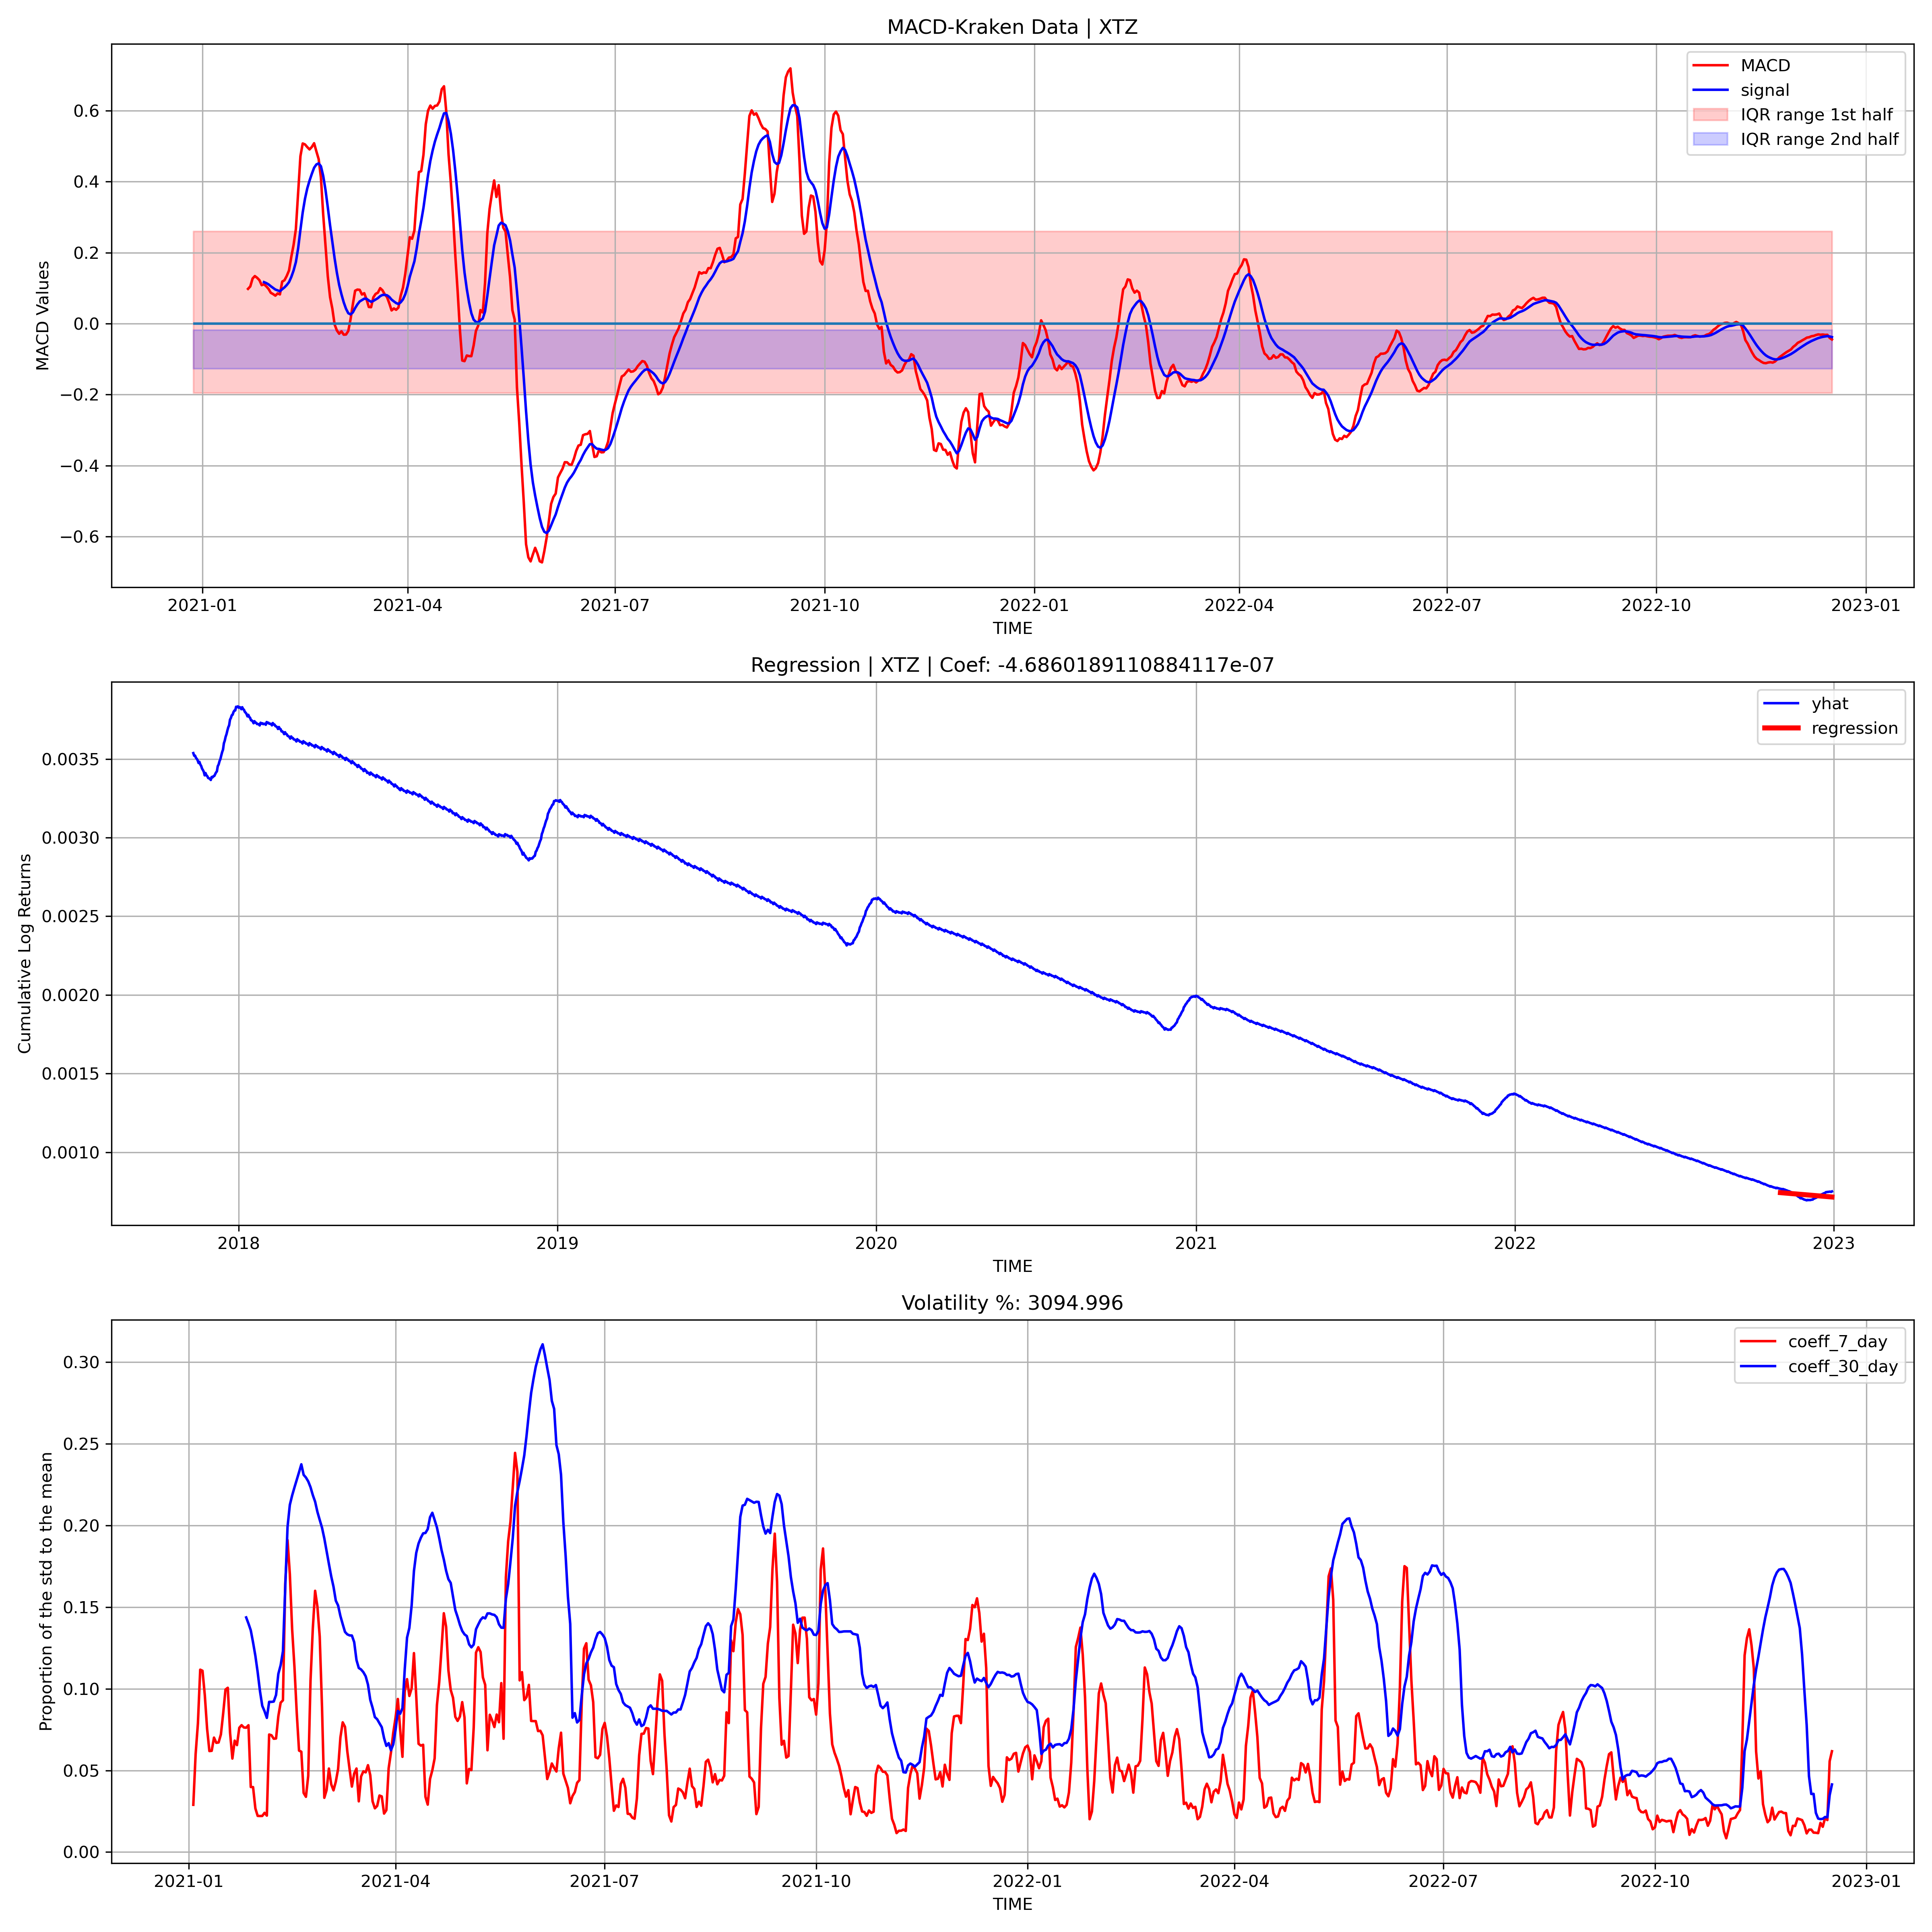 MACD-Kraken Data | XTZ
MACD
signal
IQR range 1st half
IQR range 2nd half
MACD Values
0.6
0.4
0.2
0.0
−0.2
−0.4
−0.6
2021-01 2021-04 2021-07 2021-10 2022-01 2022-04 2022-07 2022-10 2023-01
TIME
Regression | XTZ | Coef: -4.6860189110884117e-07
yhat
regression
Cumulative Log Returns
0.0035
0.0030
0.0025
0.0020
0.0015
0.0010
2018 2019 2020 2021 2022 2023
TIME
Volatility %: 3094.996
coeff_7_day
coeff_30_day
Proportion of the std to the mean
0.30
0.25
0.20
0.15
0.10
0.05
0.00
2021-01 2021-04 2021-07 2021-10 2022-01 2022-04 2022-07 2022-10 2023-01
TIME